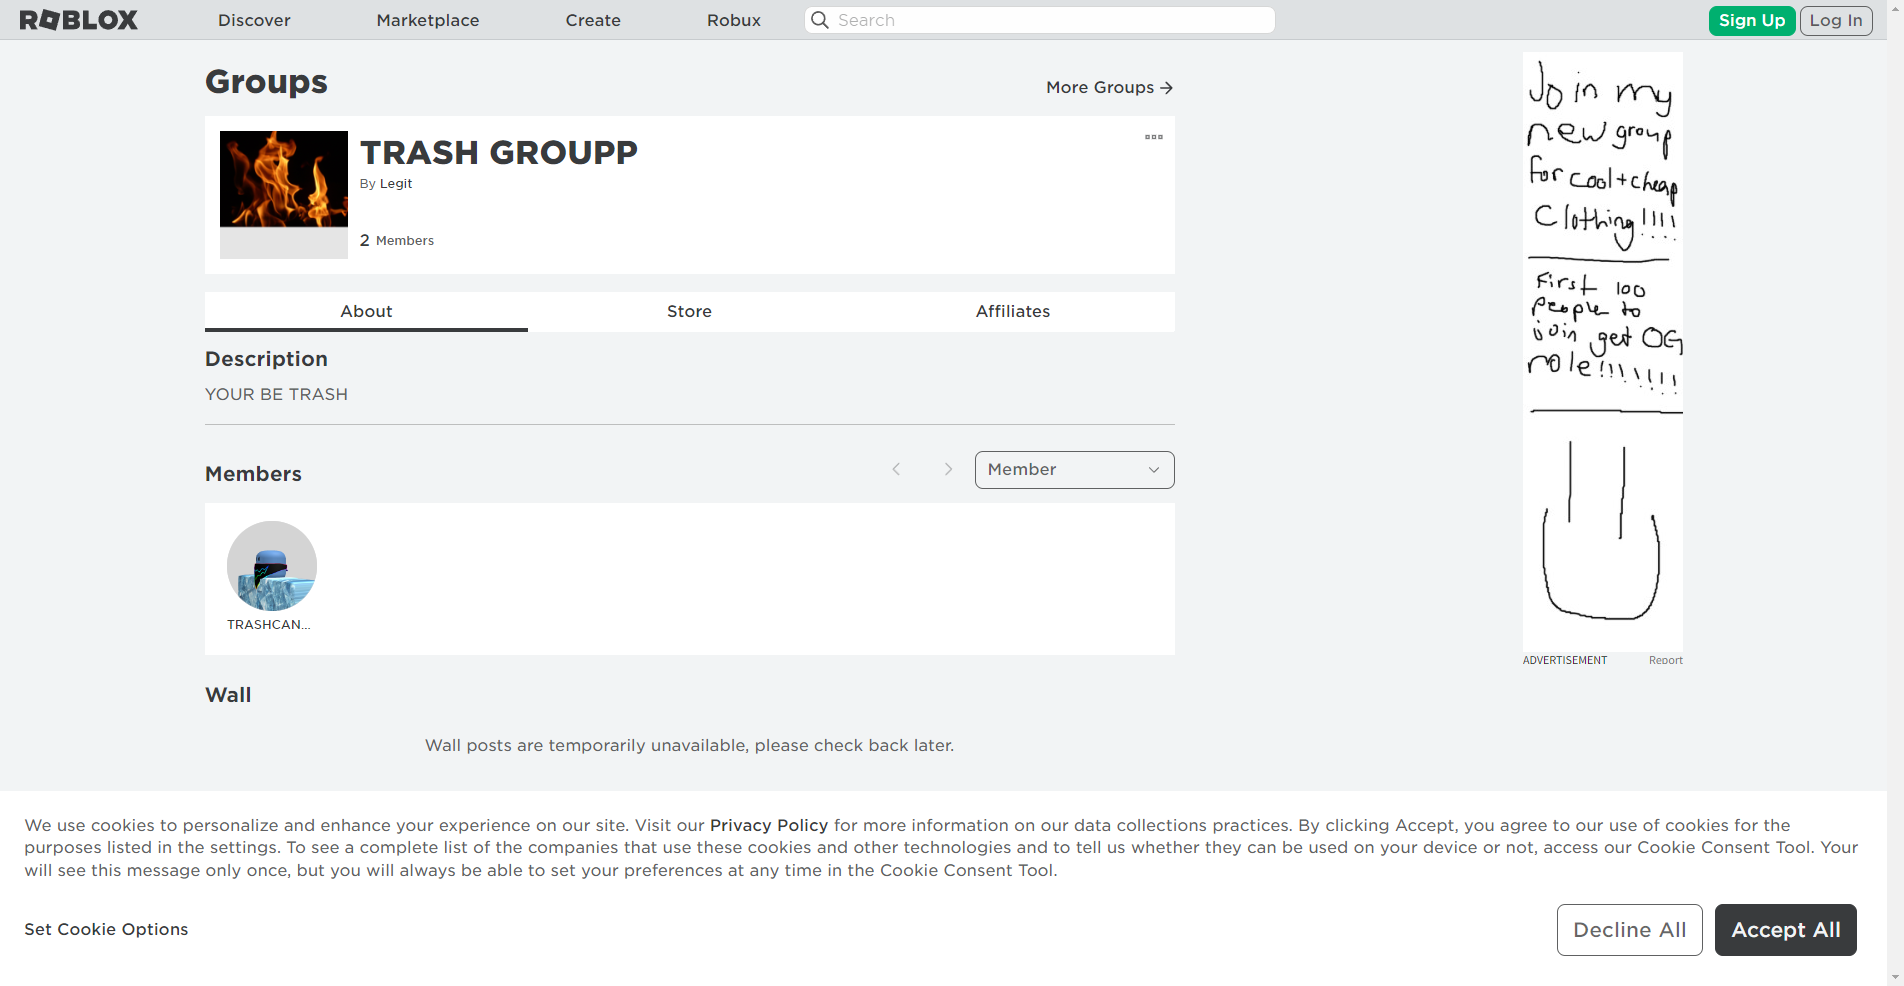 ROBLOX
Discover
Marketplace
Create
Robux
Search
Sign Up
Log In
Groups
More Groups
TRASH GROUPP
By Legit
2 Members
About
Store
Affiliates
Description
YOUR BE TRASH
Members
Member
TRASHCAN...
Wall
Wall posts are temporarily unavailable, please check back later.
Join my
new group
for cool+cheap
Clothing!!!!
First 100
people to
join get OG
role!!!!!!!!
ADVERTISEMENT
Report
We use cookies to personalize and enhance your experience on our site. Visit our Privacy Policy for more information on our data collections practices. By clicking Accept, you agree to our use of cookies for the
purposes listed in the settings. To see a complete list of the companies that use these cookies and other technologies and to tell us whether they can be used on your device or not, access our Cookie Consent Tool. Your
will see this message only once, but you will always be able to set your preferences at any time in the Cookie Consent Tool.
Set Cookie Options
Decline All
Accept All